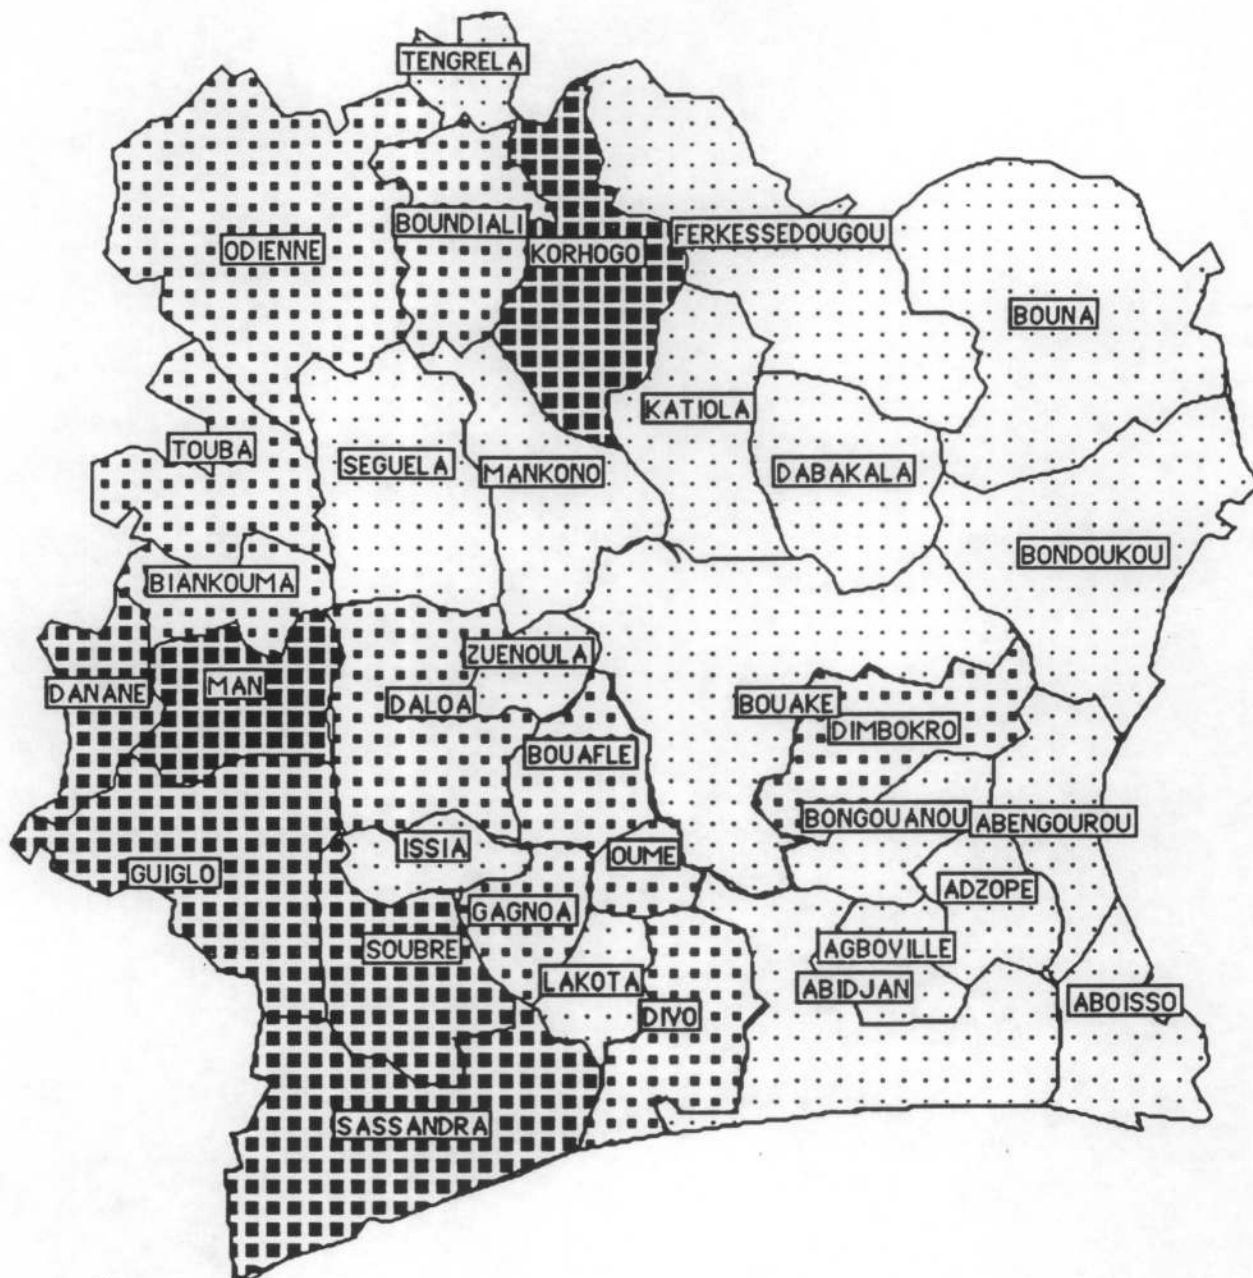 TENGRELA
BOUNDIALI
FERKESSEDOUGOU
ODIENNE
KORHOGO
BOUNA
KATIOLA
TOUBA
SEGUELA
MANKONO
DABAKALA
BONDOUKOU
BIANKOUMA
ZUENOULA
DANANE
MAN
DALOA
BOUAKE
DIMBOKRO
BOUAFLE
BONGOUANOU
ABENGOUROU
ISSIA
OUME
GUIGLO
ADZOPE
GAGNOA
SOUBRE
AGBOVILLE
LAKOTA
ABIDJAN
ABOISSO
DIVO
SASSANDRA